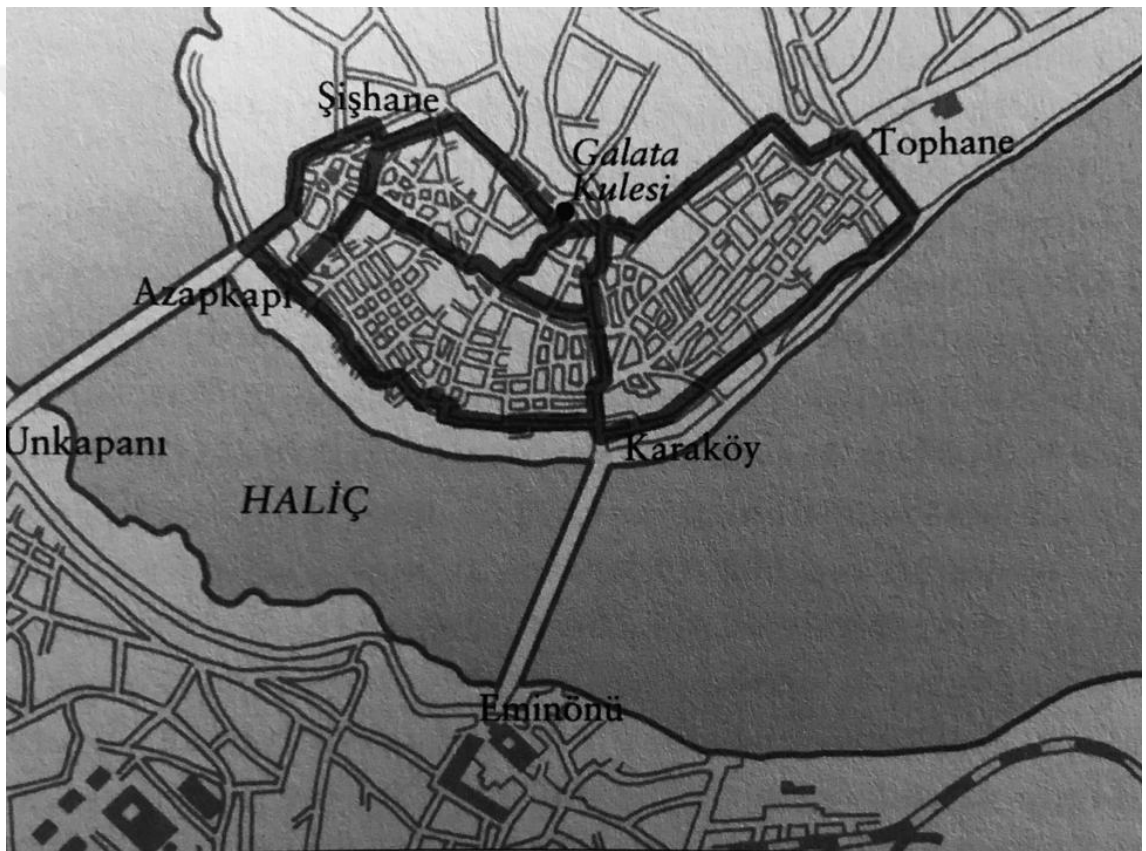 Şişhane
Galata
Kulesi
Tophane
Azapkapı
Unkapanı
Karaköy
HALİÇ
Eminönü